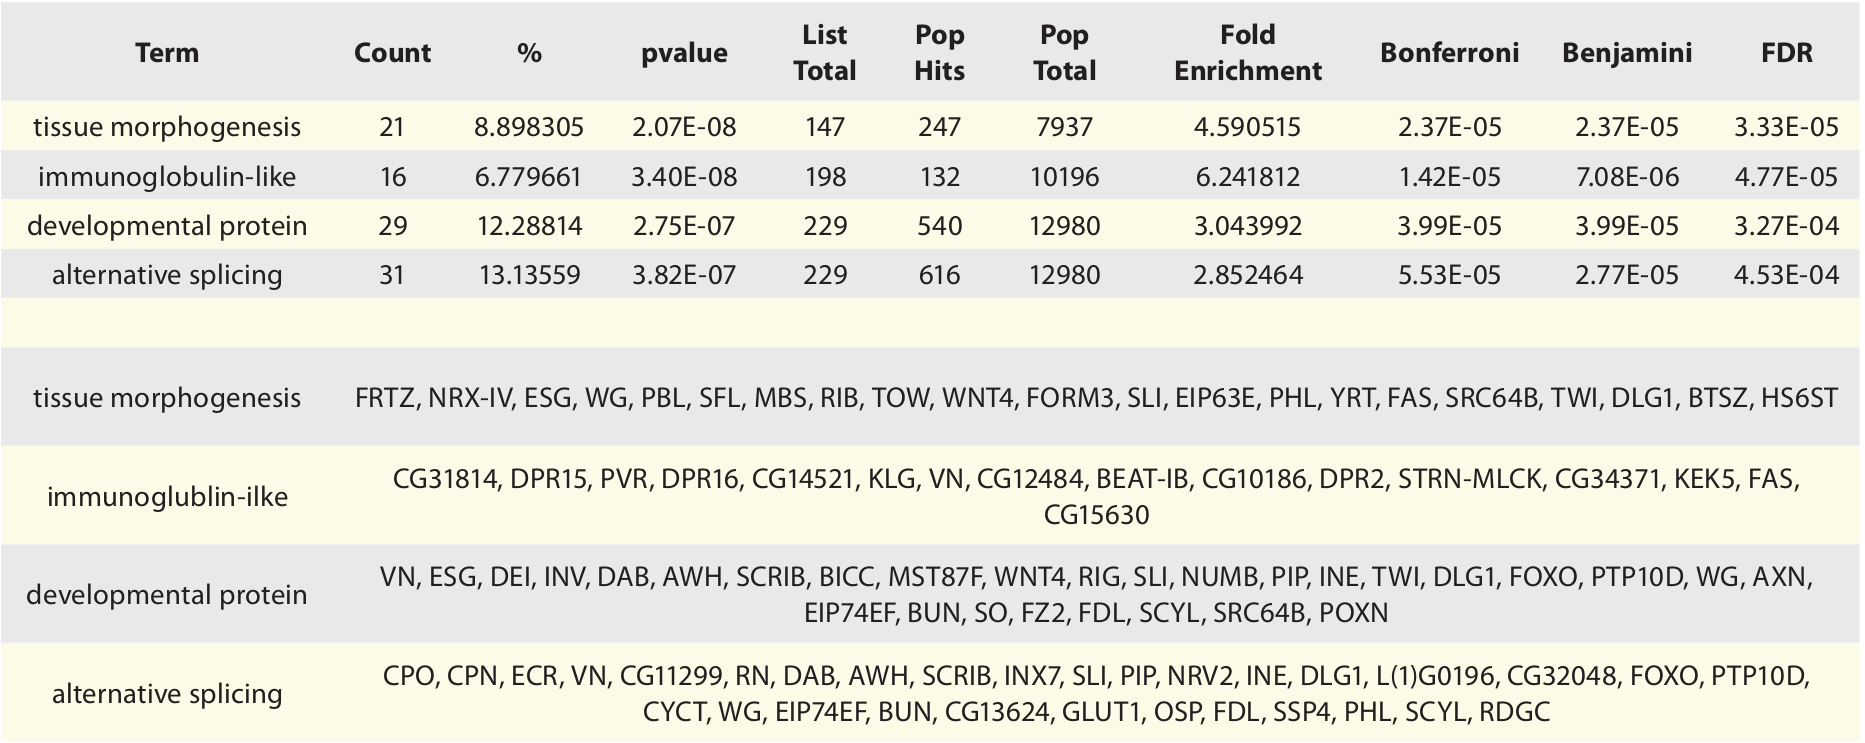 Term Count % pvalue List Total Pop Hits Pop Total Fold Enrichment Bonferroni Benjamini FDR
tissue morphogenesis 21 8.898305 2.07E-08 147 247 7937 4.590515 2.37E-05 2.37E-05 3.33E-05
immunoglobulin-like 16 6.779661 3.40E-08 198 132 10196 6.241812 1.42E-05 7.08E-06 4.77E-05
developmental protein 29 12.28814 2.75E-07 229 540 12980 3.043992 3.99E-05 3.99E-05 3.27E-04
alternative splicing 31 13.13559 3.82E-07 229 616 12980 2.852464 5.53E-05 2.77E-05 4.53E-04
tissue morphogenesis FRTZ, NRX-IV, ESG, WG, PBL, SFL, MBS, RIB, TOW, WNT4, FORM3, SLI, EIP63E, PHL, YRT, FAS, SRC64B, TWI, DLG1, BTSZ, HS6ST
immunoglublin-ilke CG31814, DPR15, PVR, DPR16, CG14521, KLG, VN, CG12484, BEAT-IB, CG10186, DPR2, STRN-MLCK, CG34371, KEK5, FAS,
CG15630
developmental protein VN, ESG, DEI, INV, DAB, AWH, SCRIB, BICC, MST87F, WNT4, RIG, SLI, NUMB, PIP, INE, TWI, DLG1, FOXO, PTP10D, WG, AXN,
EIP74EF, BUN, SO, FZ2, FDL, SCYL, SRC64B, POXN
alternative splicing CPO, CPN, ECR, VN, CG11299, RN, DAB, AWH, SCRIB, INX7, SLI, PIP, NRV2, INE, DLG1, L(1)G0196, CG32048, FOXO, PTP10D,
CYCT, WG, EIP74EF, BUN, CG13624, GLUT1, OSP, FDL, SSP4, PHL, SCYL, RDGC